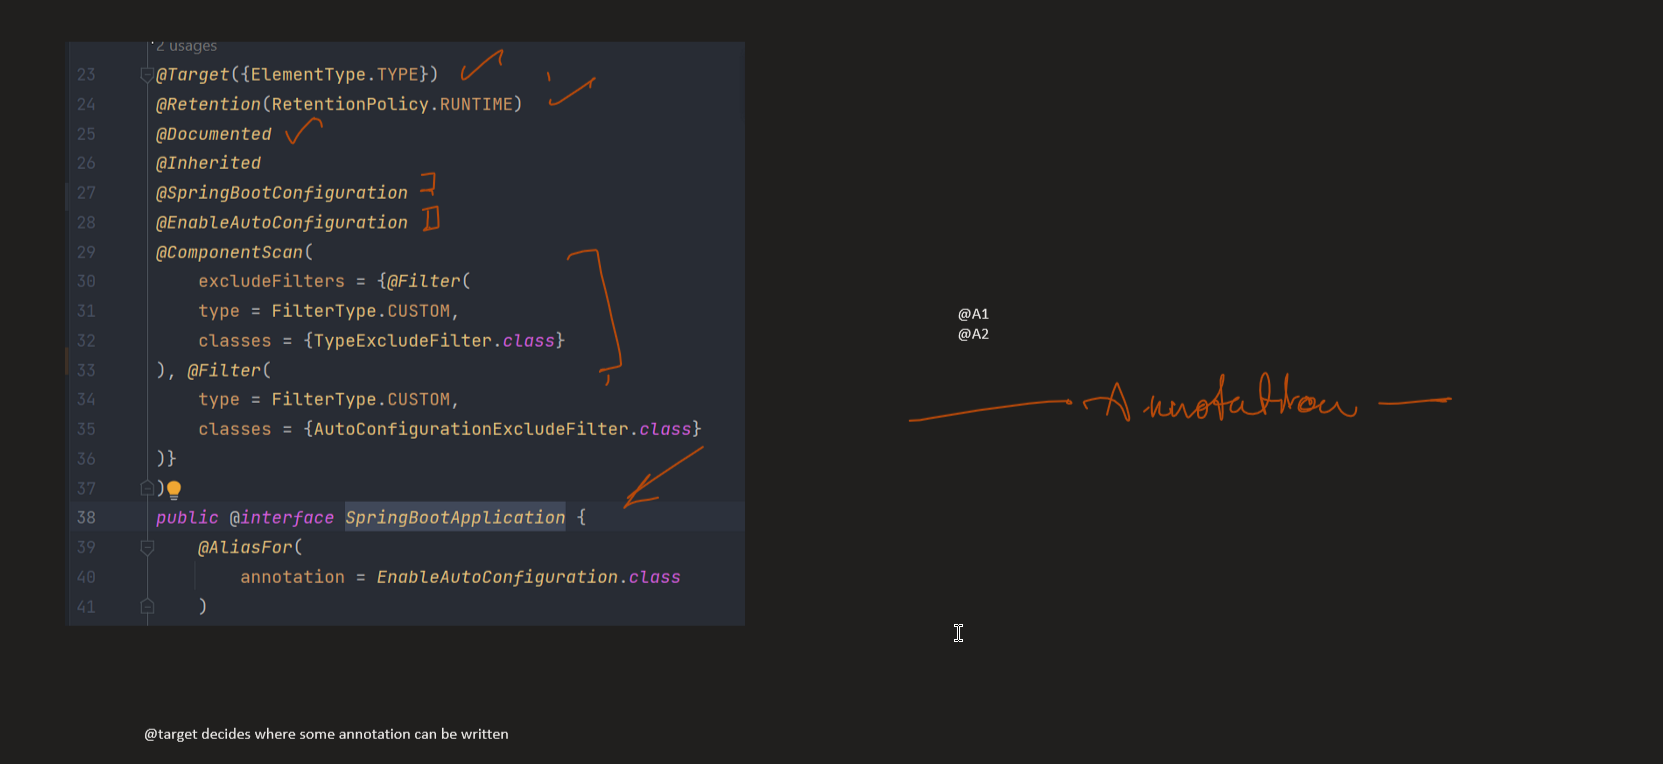 2 usages
23 @Target({ElementType.TYPE})
24 @Retention(RetentionPolicy.RUNTIME)
25 @Documented
26 @Inherited
27 @SpringBootConfiguration
28 @EnableAutoConfiguration
29 @ComponentScan(
30 excludeFilters = {@Filter(
31 type = FilterType.CUSTOM,
32 classes = {TypeExcludeFilter.class}
33 ), @Filter(
34 type = FilterType.CUSTOM,
35 classes = {AutoConfigurationExcludeFilter.class}
36 )}
37 )
38 public @interface SpringBootApplication {
39 @AliasFor(
40 annotation = EnableAutoConfiguration.class
41 )
@A1
@A2
Annotation
@target decides where some annotation can be written